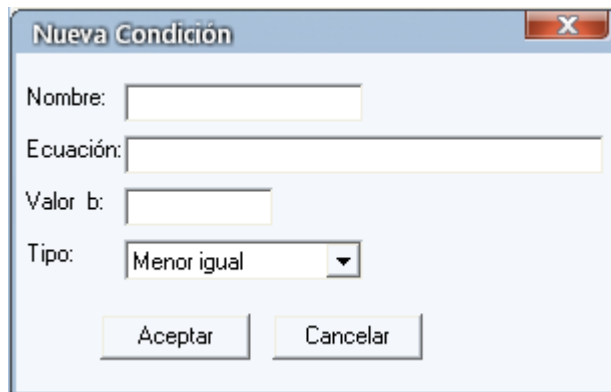 Nueva Condición
Nombre:
Ecuación:
Valor b:
Tipo: Menor igual
Aceptar Cancelar